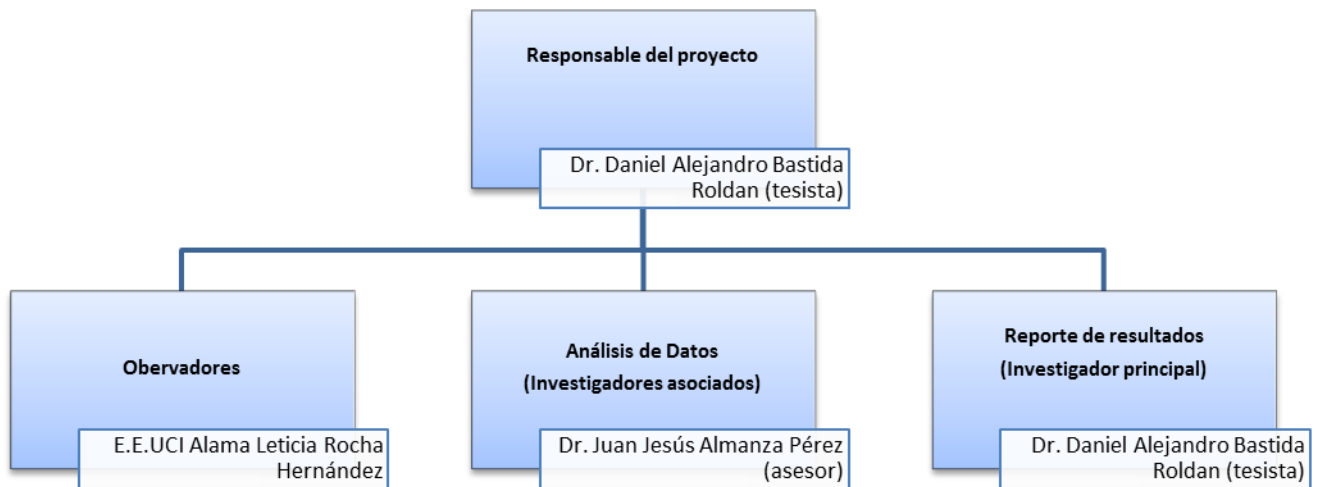 Responsable del proyecto
Dr. Daniel Alejandro Bastida
Roldan (tesista)
Obervadores
E.E.UCI Alama Leticia Rocha
Hernández
Análisis de Datos
(Investigadores asociados)
Dr. Juan Jesús Almanza Pérez
(asesor)
Reporte de resultados
(Investigador principal)
Dr. Daniel Alejandro Bastida
Roldan (tesista)